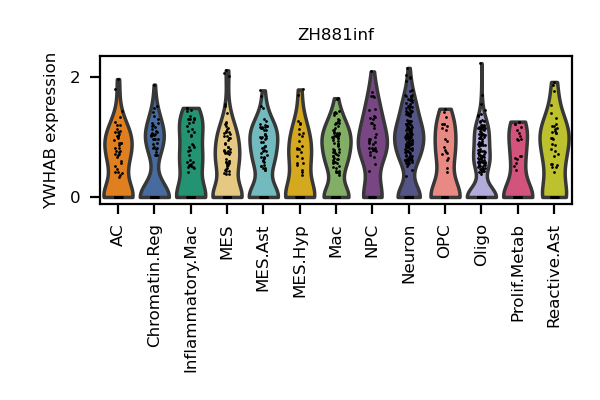 ZH881inf
YWHAB expression
2
0
AC
Chromatin.Reg
Inflammatory.Mac
MES
MES.Ast
MES.Hyp
Mac
NPC
Neuron
OPC
Oligo
Prolif.Metab
Reactive.Ast